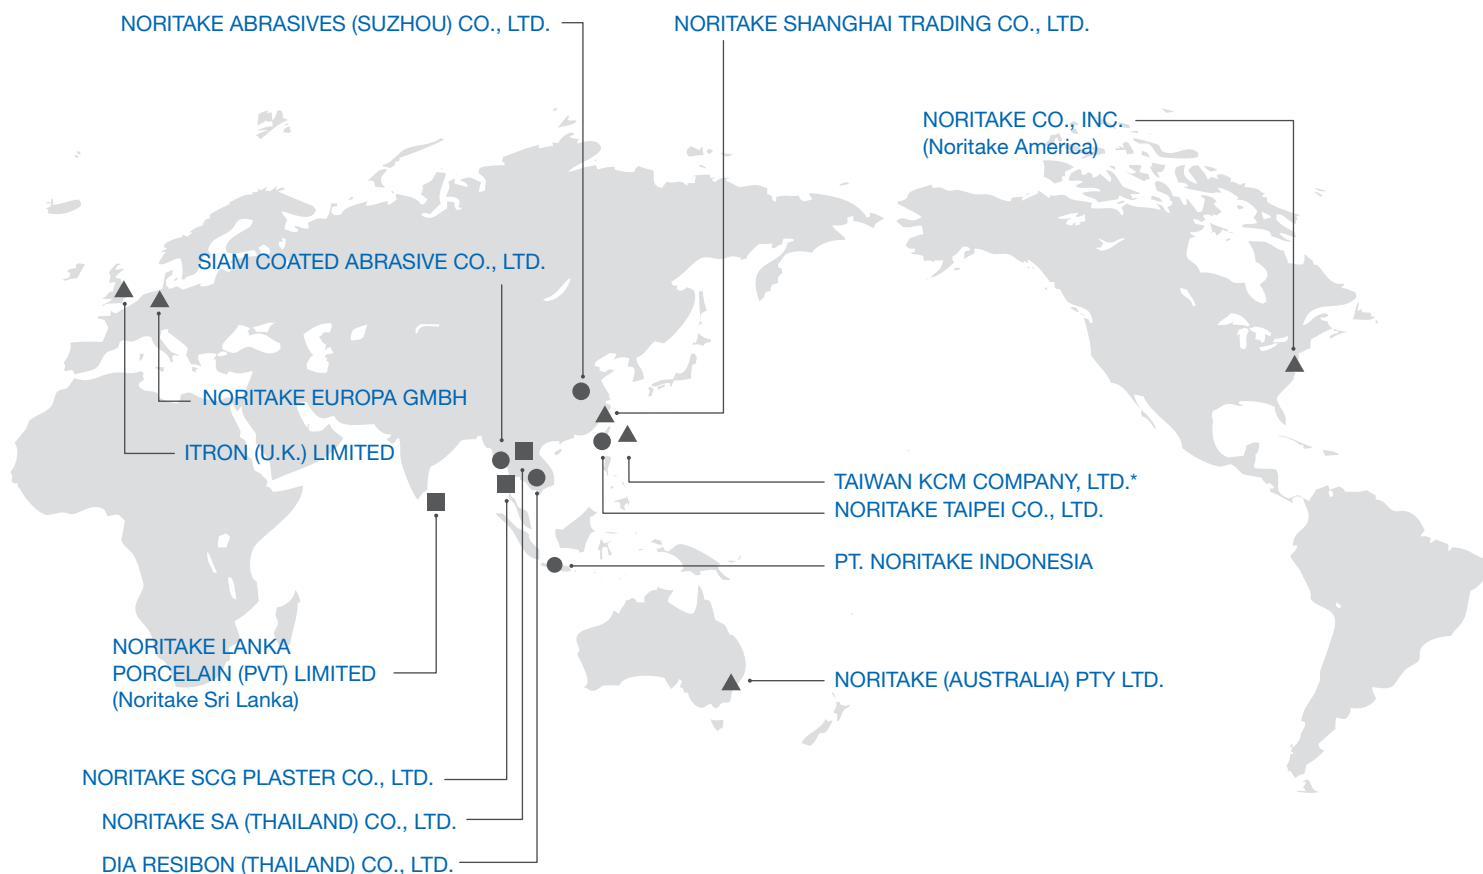 NORITAKE ABRASIVES (SUZHOU) CO., LTD.
NORITAKE SHANGHAI TRADING CO., LTD.
NORITAKE CO., INC.
(Noritake America)
SIAM COATED ABRASIVE CO., LTD.
NORITAKE EUROPA GMBH
ITRON (U.K.) LIMITED
TAIWAN KCM COMPANY, LTD.*
NORITAKE TAIPEI CO., LTD.
PT. NORITAKE INDONESIA
NORITAKE LANKA
PORCELAIN (PVT) LIMITED
(Noritake Sri Lanka)
NORITAKE (AUSTRALIA) PTY LTD.
NORITAKE SCG PLASTER CO., LTD.
NORITAKE SA (THAILAND) CO., LTD.
DIA RESIBON (THAILAND) CO., LTD.